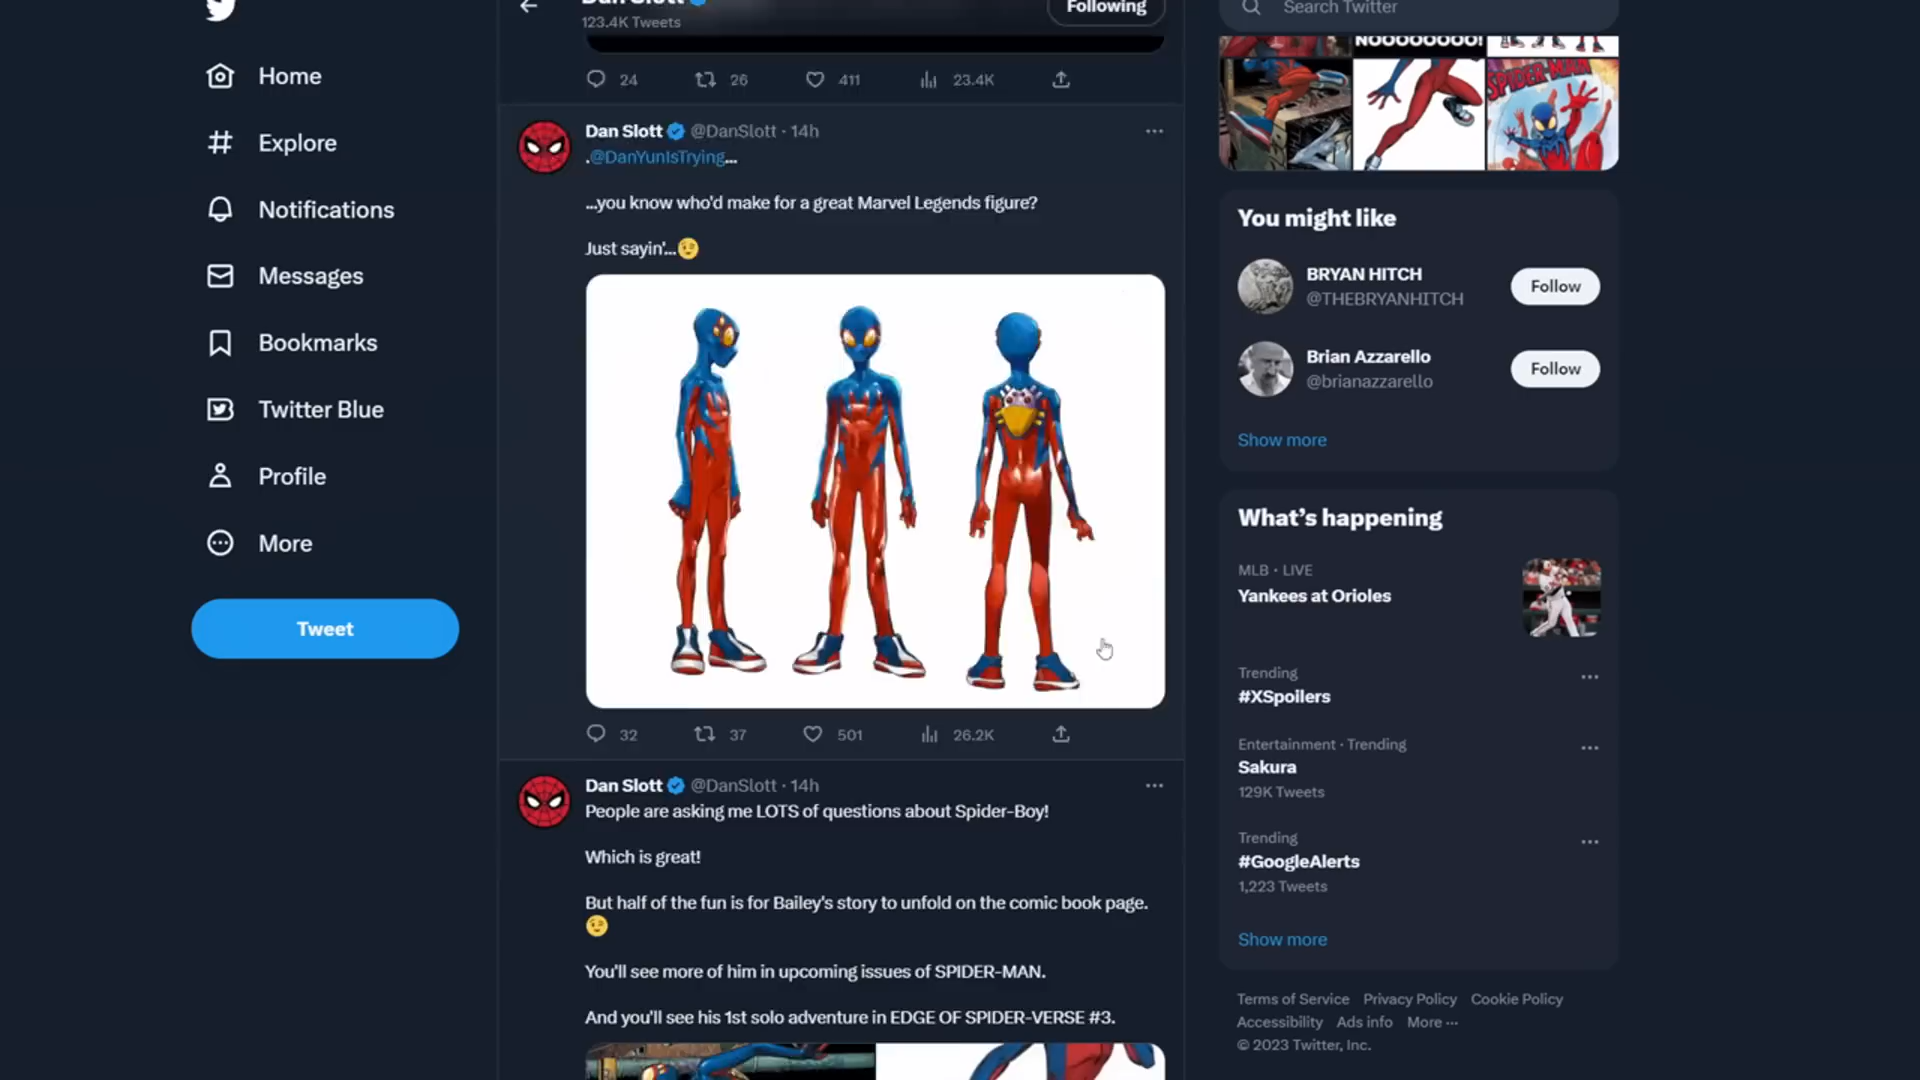 Home
Explore
Notifications
Messages
Bookmarks
Twitter Blue
Profile
More
Tweet
Dan Slott
123.4K Tweets
Following
24 26 411 23.4K
Dan Slott @DanSlott · 14h
.@DanYunIsTrying...
...you know who'd make for a great Marvel Legends figure?
Just sayin'...😉
32 37 501 26.2K
Dan Slott @DanSlott · 14h
People are asking me LOTS of questions about Spider-Boy!
Which is great!
But half of the fun is for Bailey's story to unfold on the comic book page.
😉
You'll see more of him in upcoming issues of SPIDER-MAN.
And you'll see his 1st solo adventure in EDGE OF SPIDER-VERSE #3.
Search Twitter
NOOOOOOOO!
SPIDER-MAN
You might like
BRYAN HITCH
@THEBRYANHITCH
Follow
Brian Azzarello
@brianazzarello
Follow
Show more
What's happening
MLB · LIVE
Yankees at Orioles
Trending
#XSpoilers
Entertainment · Trending
Sakura
129K Tweets
Trending
#GoogleAlerts
1,223 Tweets
Show more
Terms of Service Privacy Policy Cookie Policy
Accessibility Ads info More ···
© 2023 Twitter, Inc.